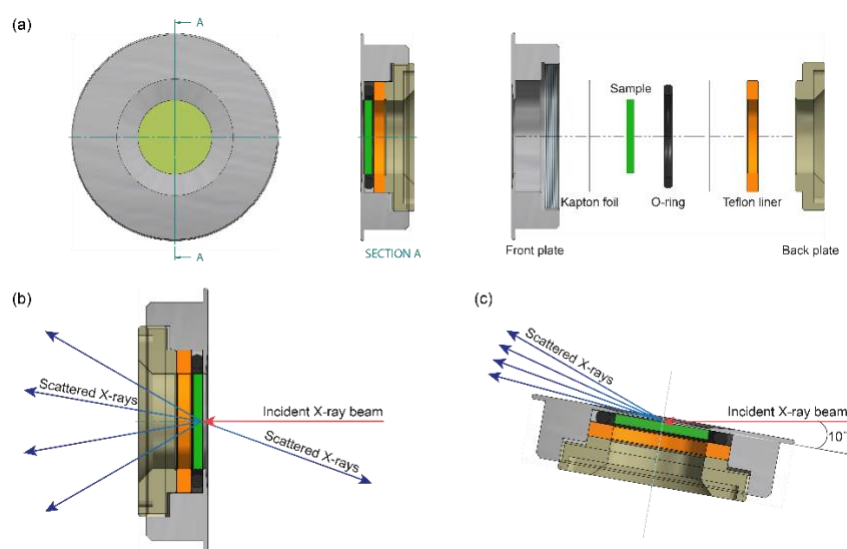 (a)
A
A
SECTION A
Sample
Kapton foil
O-ring
Teflon liner
Front plate
Back plate
(b)
Scattered X-rays
Incident X-ray beam
Scattered X-rays
(c)
Scattered X-rays
Incident X-ray beam
10°